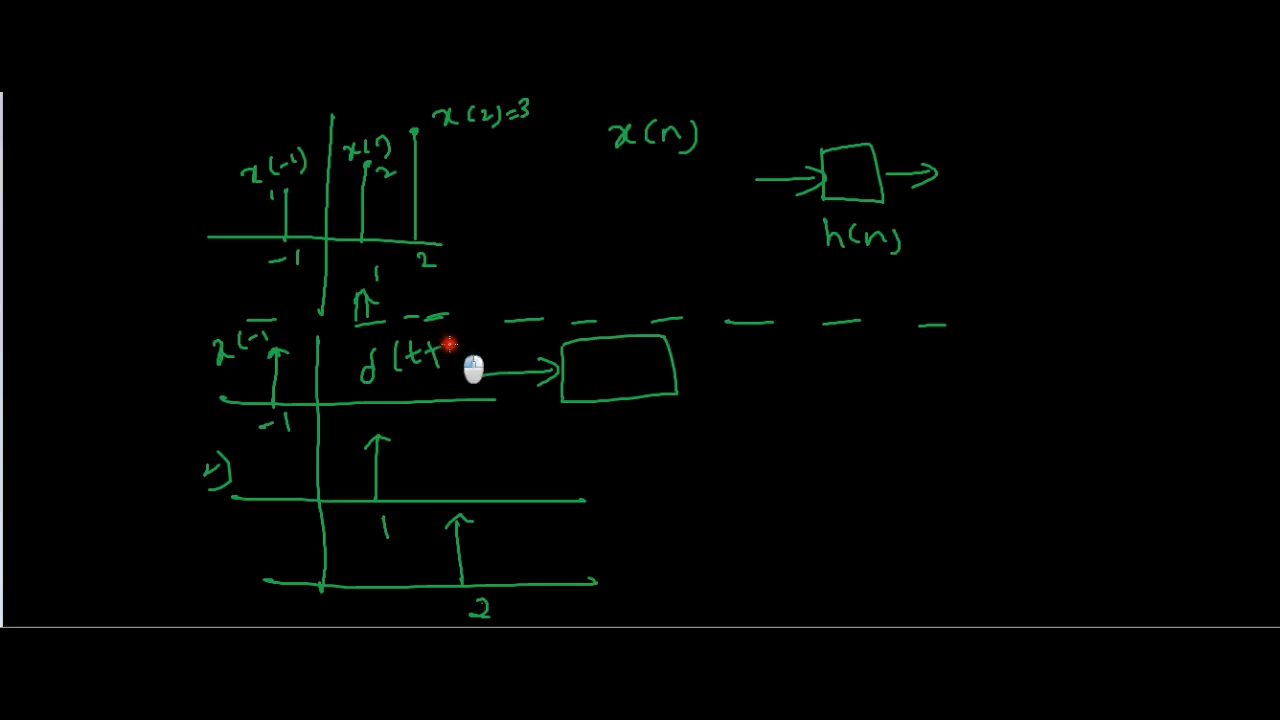 x(2)=3
x(n)
x(-1)
x(1)
1
2
h(n)
-1
2
1
x(-1
δ(t+
-1
1
2